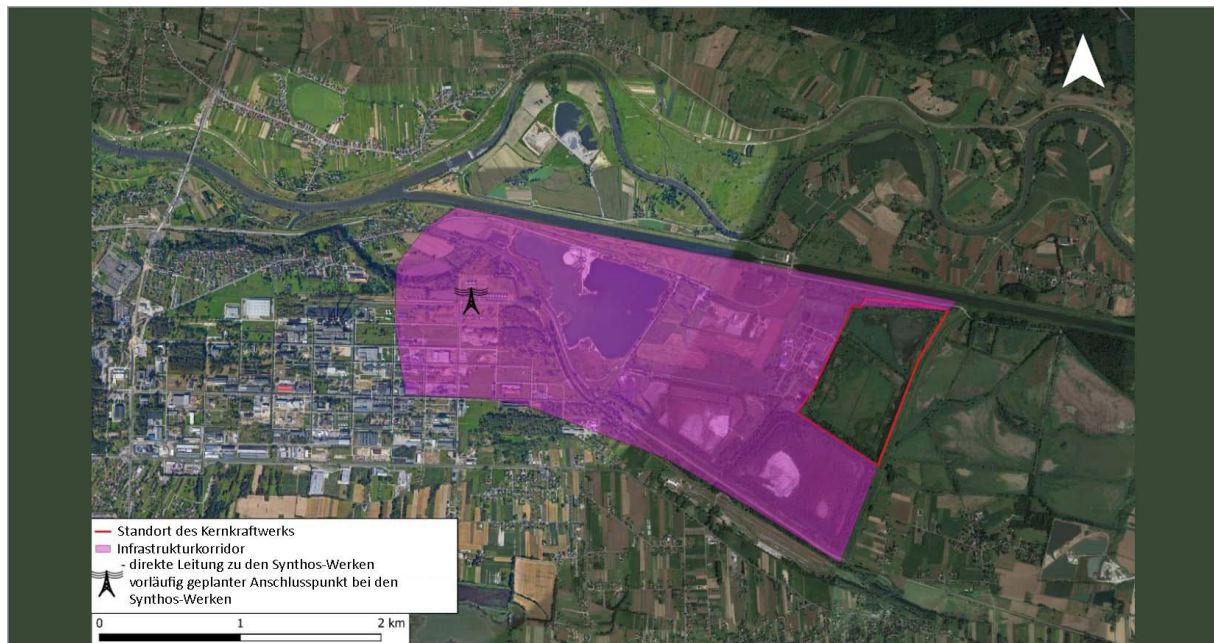 Standort des Kernkraftwerks
Infrastrukturkorridor
- direkte Leitung zu den Synthos-Werken
vorläufig geplanter Anschlusspunkt bei den
Synthos-Werken
0 1 2 km